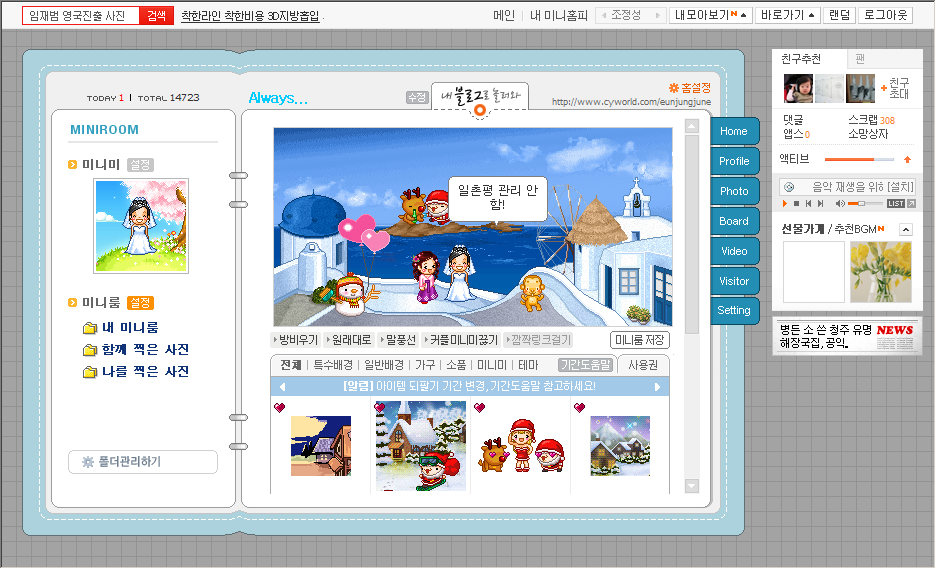 임재범 영국진출 사진 검색 착한라인 착한비용 3D지방흡입 .
메인 | 내 미니홈피 조정성 내모아보기N 바로가기 랜덤 로그아웃
TODAY 1 | TOTAL 14723
Always...
수정
내 블로그로 놀러와
홈설정
http://www.cyworld.com/eunjungjune
MINIROOM
미니미 설정
미니룸 설정
내 미니룸
함께 찍은 사진
나를 찍은 사진
폴더관리하기
일촌평 관리 안
함!
방비우기 원래대로 말풍선 커플미니미끊기 깜짝링크걸기 미니룸 저장
전체 | 특수배경 | 일반배경 | 가구 | 소품 | 미니미 | 테마 기간도움말 사용권
[알림] 아이템 되팔기 기간 변경, 기간도움말 참고하세요!
Home
Profile
Photo
Board
Video
Visitor
Setting
친구추천 팬
+친구
초대
댓글 스크랩 308
앱스 0 소망상자
액티브
음악 재생을 위해 [설치]
LIST
선물가게 / 추천BGM N
병든 소 쓴 청주 유명 NEWS
해장국집, 공익.